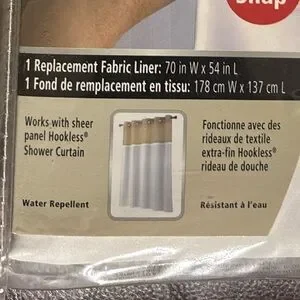 Snap
1 Replacement Fabric Liner: 70 in W x 54 in L
1 Fond de remplacement en tissu: 178 cm W x 137 cm L
Works with sheer
panel Hookless®
Shower Curtain
Fonctionne avec des
rideaux de textile
extra-fin Hookless®
rideau de douche
Water Repellent
Résistant à l'eau